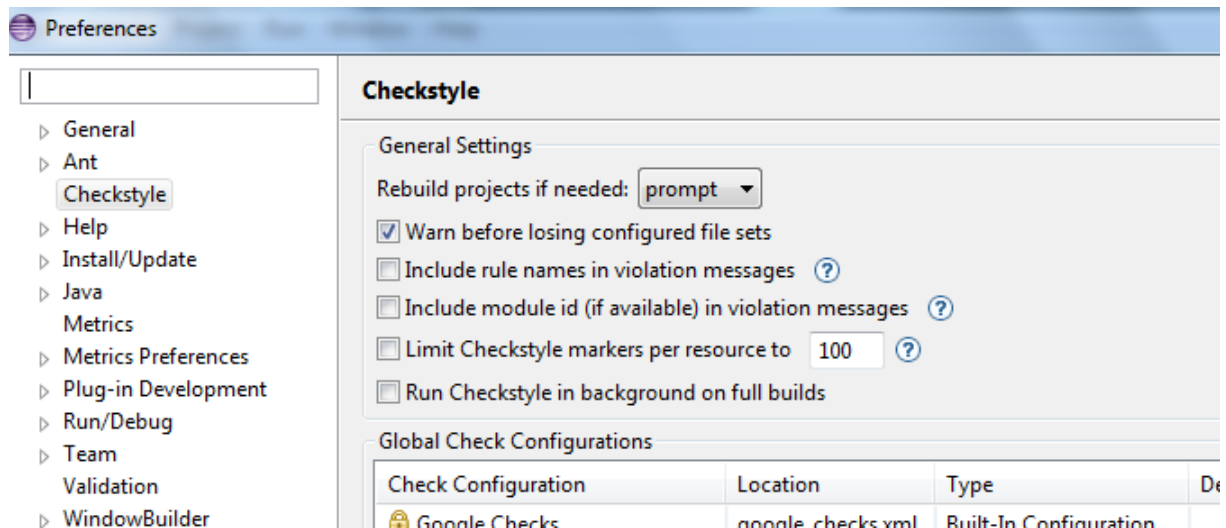 Preferences
General
Ant
Checkstyle
Help
Install/Update
Java
Metrics
Metrics Preferences
Plug-in Development
Run/Debug
Team
Validation
WindowBuilder
Checkstyle
General Settings
Rebuild projects if needed: prompt
Warn before losing configured file sets
Include rule names in violation messages
Include module id (if available) in violation messages
Limit Checkstyle markers per resource to 100
Run Checkstyle in background on full builds
Global Check Configurations
Check Configuration Location Type De
Google Checks google_checks.xml Built-In Configuration